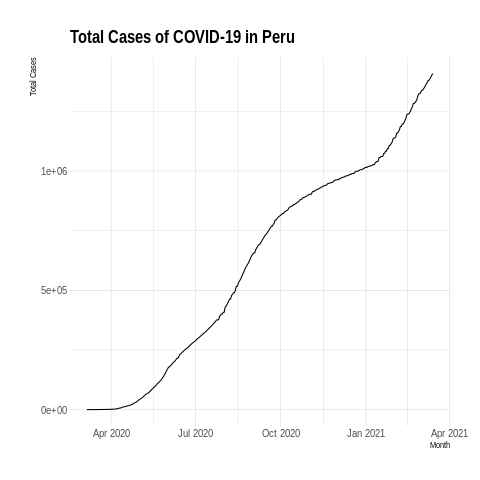 Total Cases of COVID-19 in Peru
Total Cases
1e+06
5e+05
0e+00
Apr 2020 Jul 2020 Oct 2020 Jan 2021 Apr 2021
Month